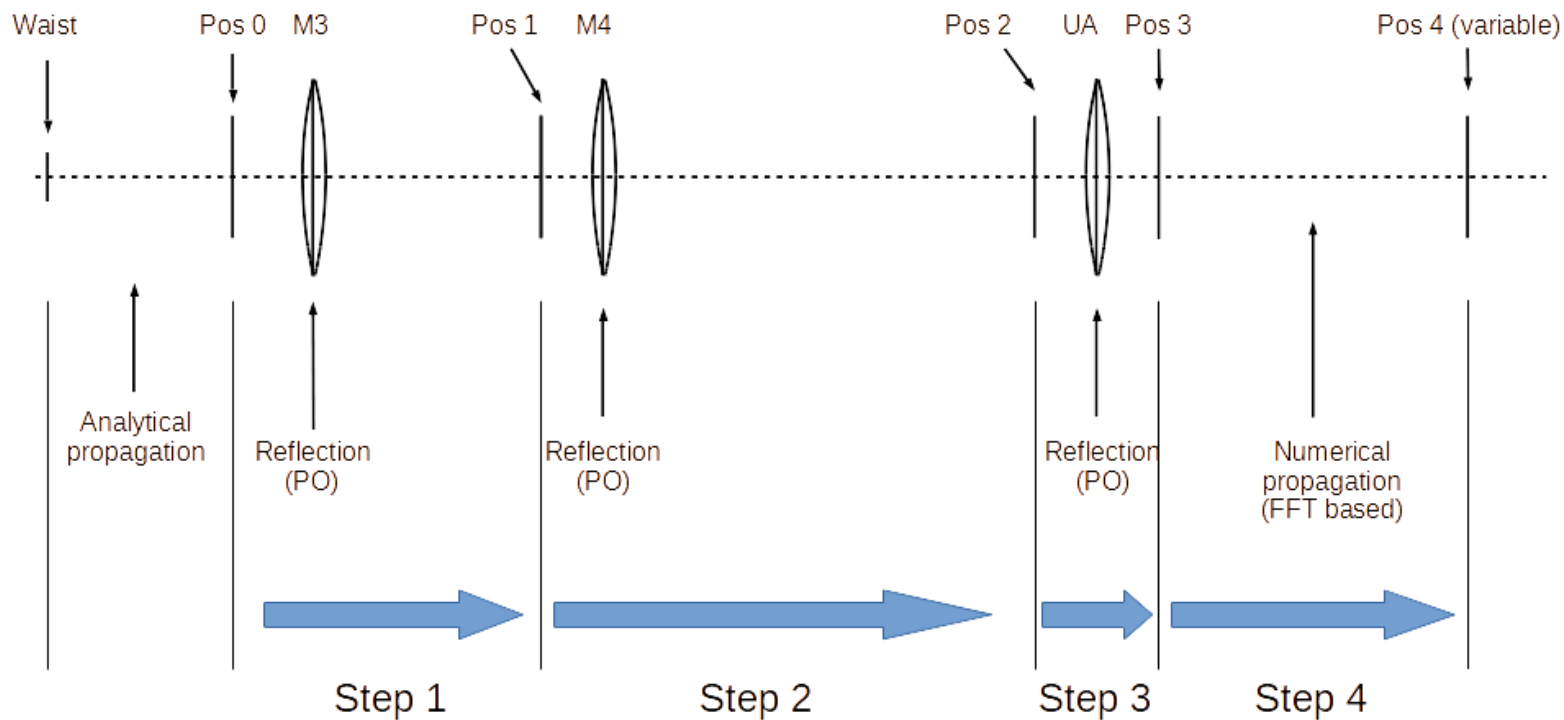 Waist
Pos 0
M3
Pos 1
M4
Pos 2
UA
Pos 3
Pos 4 (variable)
Analytical
propagation
Reflection
(PO)
Reflection
(PO)
Reflection
(PO)
Numerical
propagation
(FFT based)
Step 1
Step 2
Step 3
Step 4